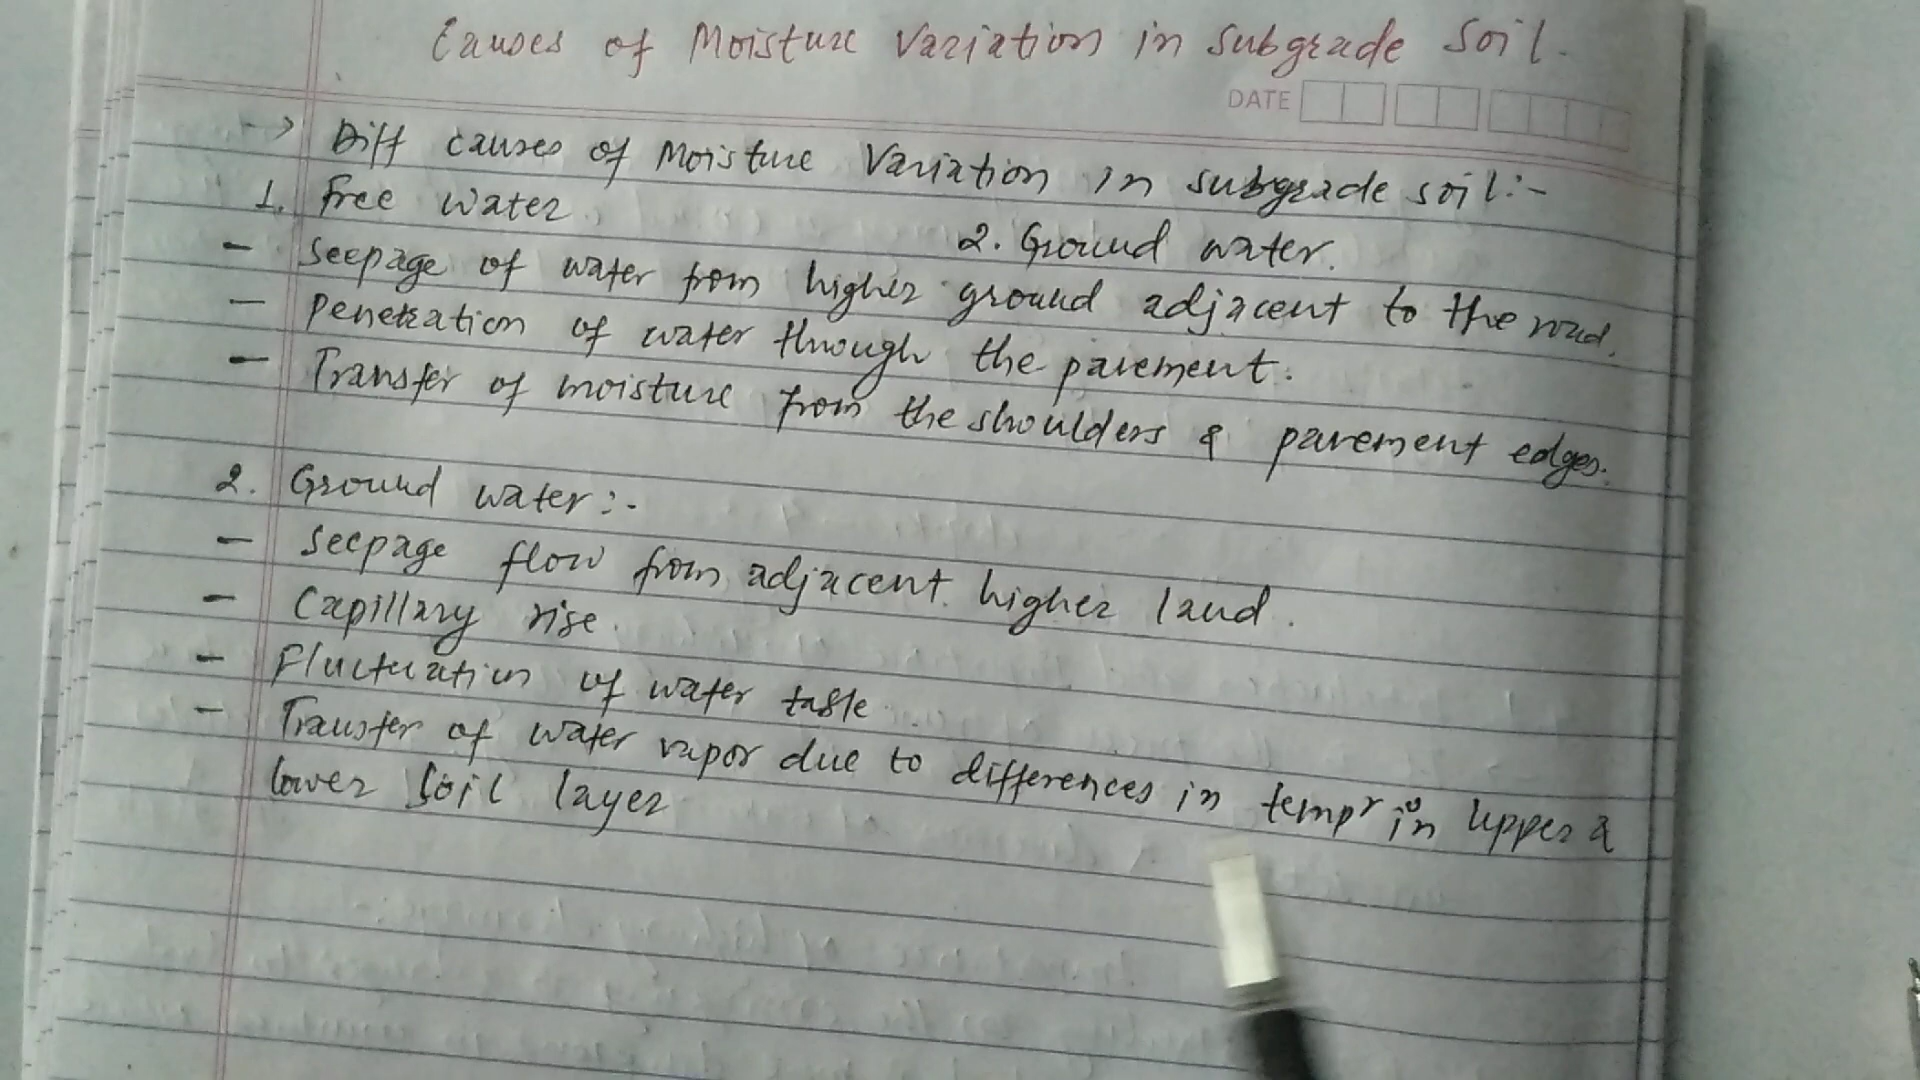 Causes of Moisture Variation in Subgrade Soil.
DATE
-> Diff causes of Moisture Variation in subgrade soil:-
1. Free water
2. Ground water.
- Seepage of water from higher ground adjacent to the road.
- penetration of water through the pavement.
- Transfer of moisture from the shoulders & pavement edges.
2. Ground water:-
- Seepage flow from adjacent higher land.
- Capillary rise.
- Fluctuation of water table
- Transfer of water vapor due to differences in tempr in upper &
lower soil layer